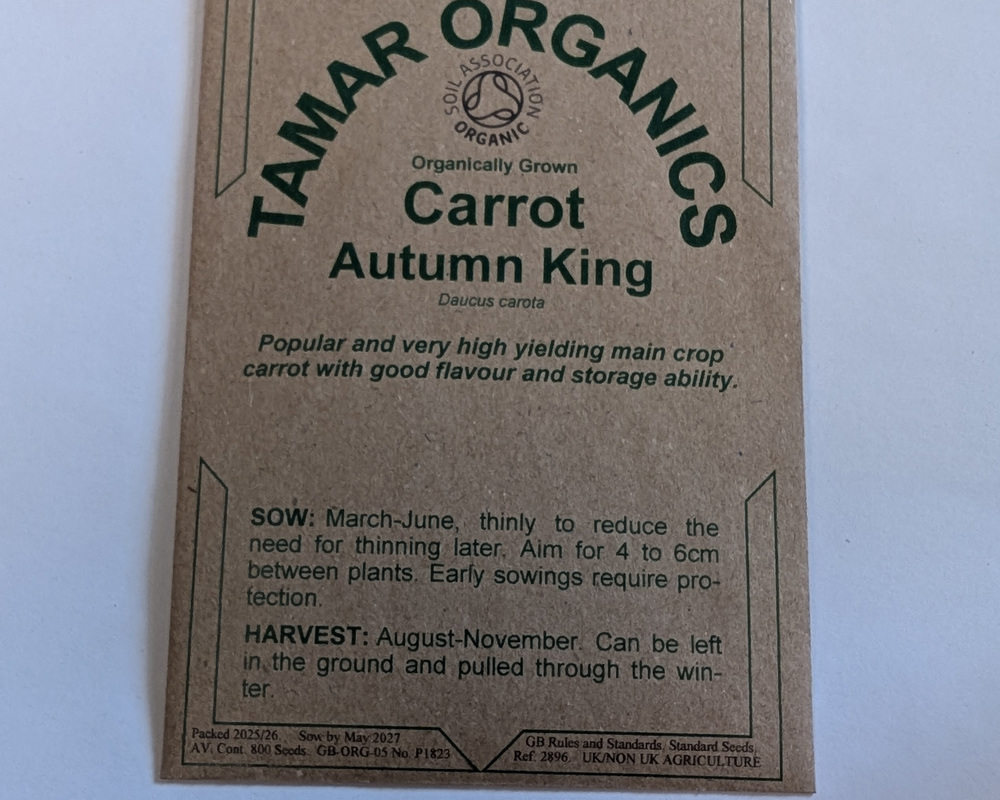 TAMAR ORGANICS
SOIL ASSOCIATION
ORGANIC
Organically Grown
Carrot
Autumn King
Daucus carota
Popular and very high yielding main crop
carrot with good flavour and storage ability.
SOW: March-June, thinly to reduce the
need for thinning later. Aim for 4 to 6cm
between plants. Early sowings require pro-
tection.
HARVEST: August-November. Can be left
in the ground and pulled through the win-
ter.
Packed 2025/26 Sow by May 2027
AV. Cont. 800 Seeds GB-ORG-05 No. P1823
GB Rules and Standards, Standard Seeds,
Ref: 2896 UK/NON UK AGRICULTURE